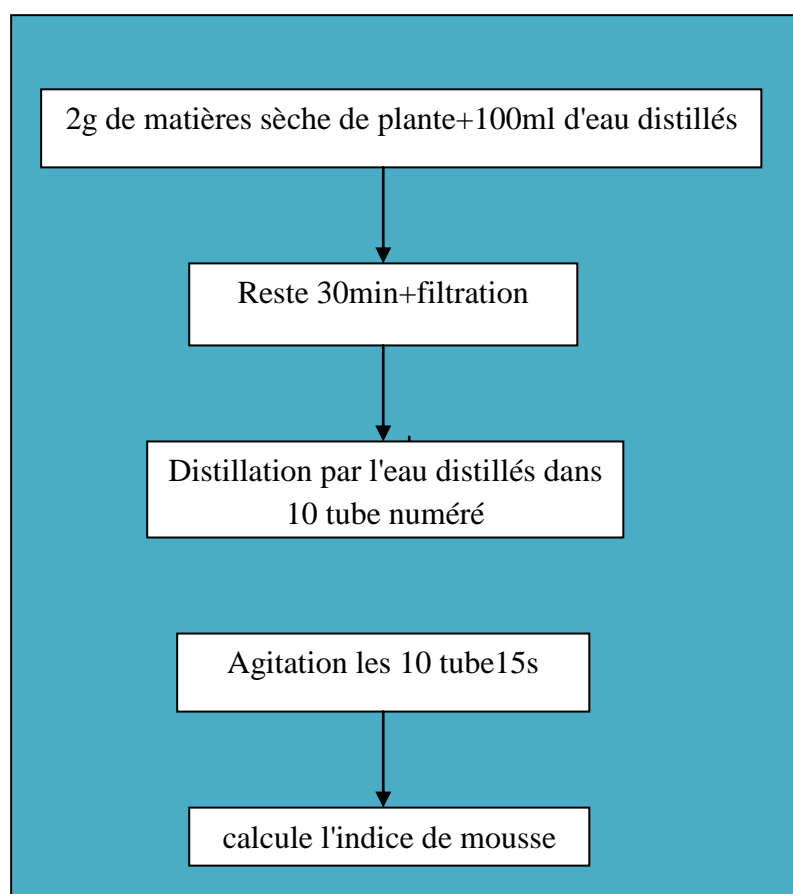 2g de matières sèche de plante+100ml d'eau distillés
Reste 30min+filtration
Distillation par l'eau distillés dans
10 tube numéré
Agitation les 10 tube15s
calcule l'indice de mousse